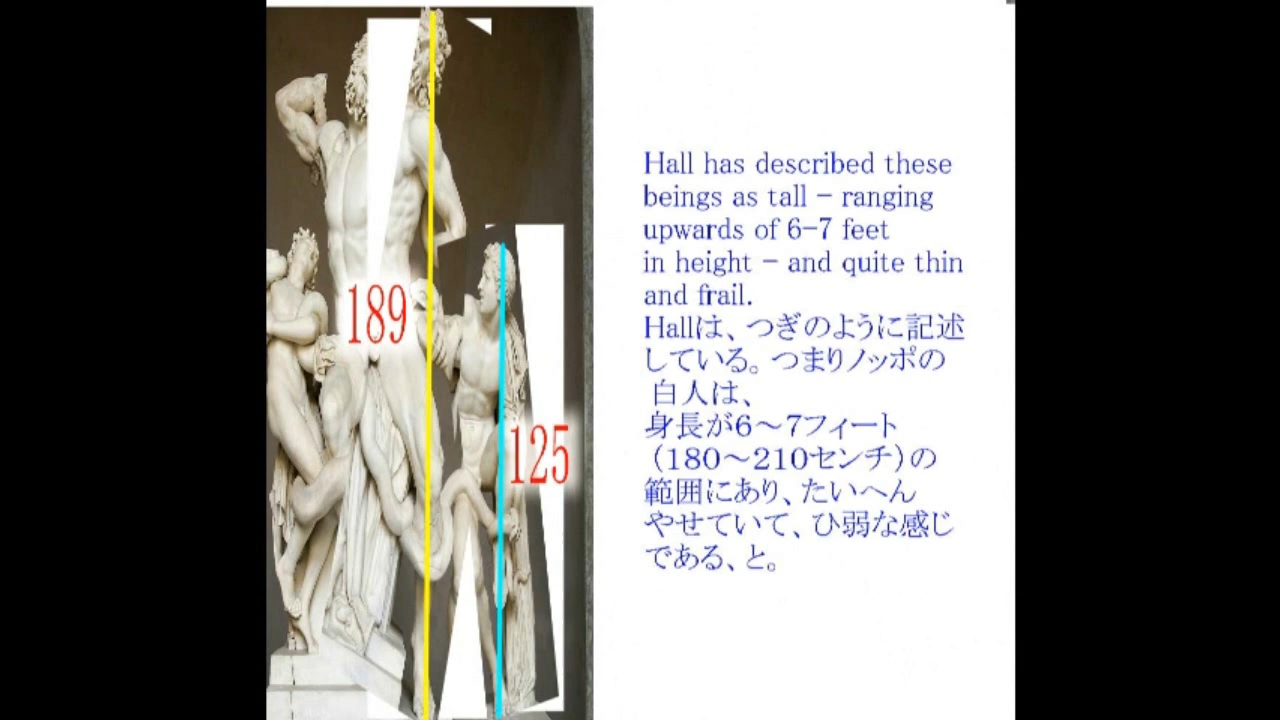 189
125
Hall has described these
beings as tall − ranging
upwards of 6−7 feet
in height − and quite thin
and frail.
Hallは、つぎのように記述
している。つまりノッポの
白人は、
身長が６～７フィート
（180～210センチ）の
範囲にあり、たいへん
やせていて、ひ弱な感じ
である、と。